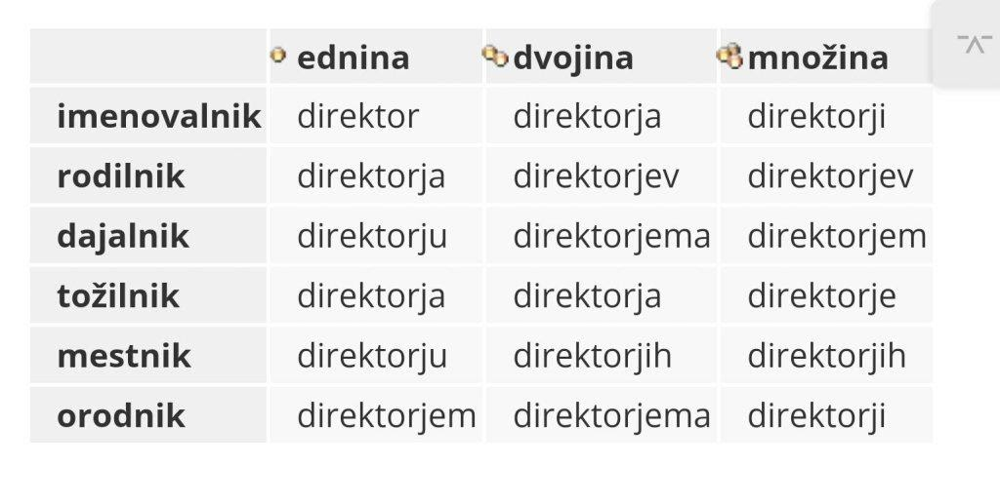 ednina dvojina množina
imenovalnik direktor direktorja direktorji
rodilnik direktorja direktorjev direktorjev
dajalnik direktorju direktorjema direktorjem
tožilnik direktorja direktorja direktorje
mestnik direktorju direktorjih direktorjih
orodnik direktorjem direktorjema direktorji